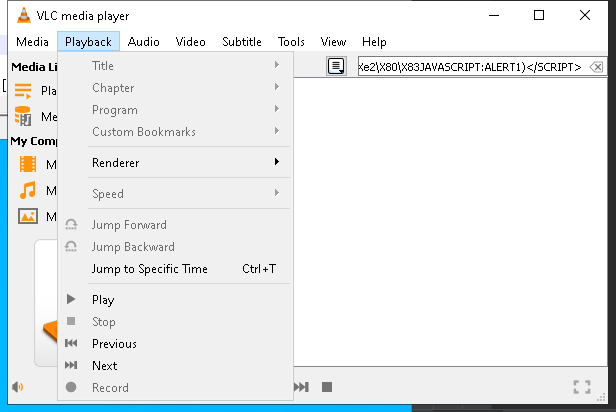 VLC media player
Media Playback Audio Video Subtitle Tools View Help
Media Li
Title
Xe2\X80\X83JAVASCRIPT:ALERT1)</SCRIPT>
Pla
Chapter
Me
Program
Custom Bookmarks
My Comp
M
Renderer
M
Speed
M
Jump Forward
Jump Backward
Jump to Specific Time Ctrl+T
Play
Stop
Previous
Next
Record